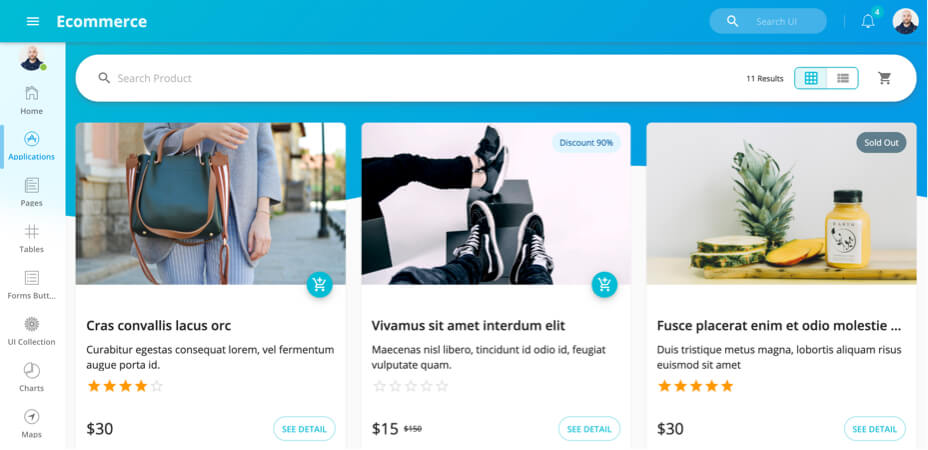 Ecommerce
Search UI
4
Search Product
11 Results
Home
Applications
Pages
Tables
Forms Butt...
UI Collection
Charts
Maps
Discount 90%
Sold Out
Cras convallis lacus orc
Curabitur egestas consequat lorem, vel fermentum
augue porta id.
$30
SEE DETAIL
Vivamus sit amet interdum elit
Maecenas nisl libero, tincidunt id odio id, feugiat
vulputate quam.
$15 $150
SEE DETAIL
Fusce placerat enim et odio molestie ...
Duis tristique metus magna, lobortis aliquam risus
euismod sit amet
$30
SEE DETAIL